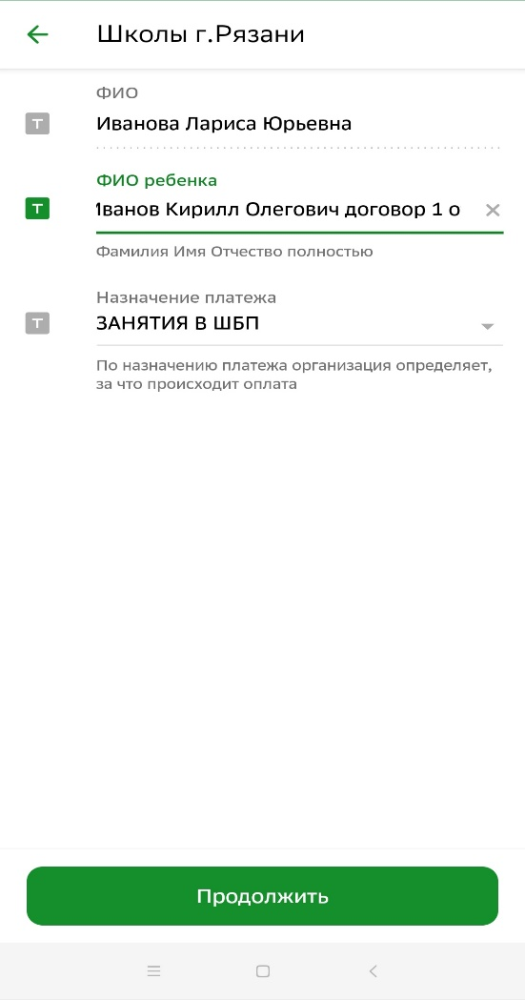 Школы г.Рязани
ФИО
Т
Иванова Лариса Юрьевна
ФИО ребенка
Т
Иванов Кирилл Олегович договор 1 о
Фамилия Имя Отчество полностью
Назначение платежа
Т
ЗАНЯТИЯ В ШБП
По назначению платежа организация определяет,
за что происходит оплата
Продолжить